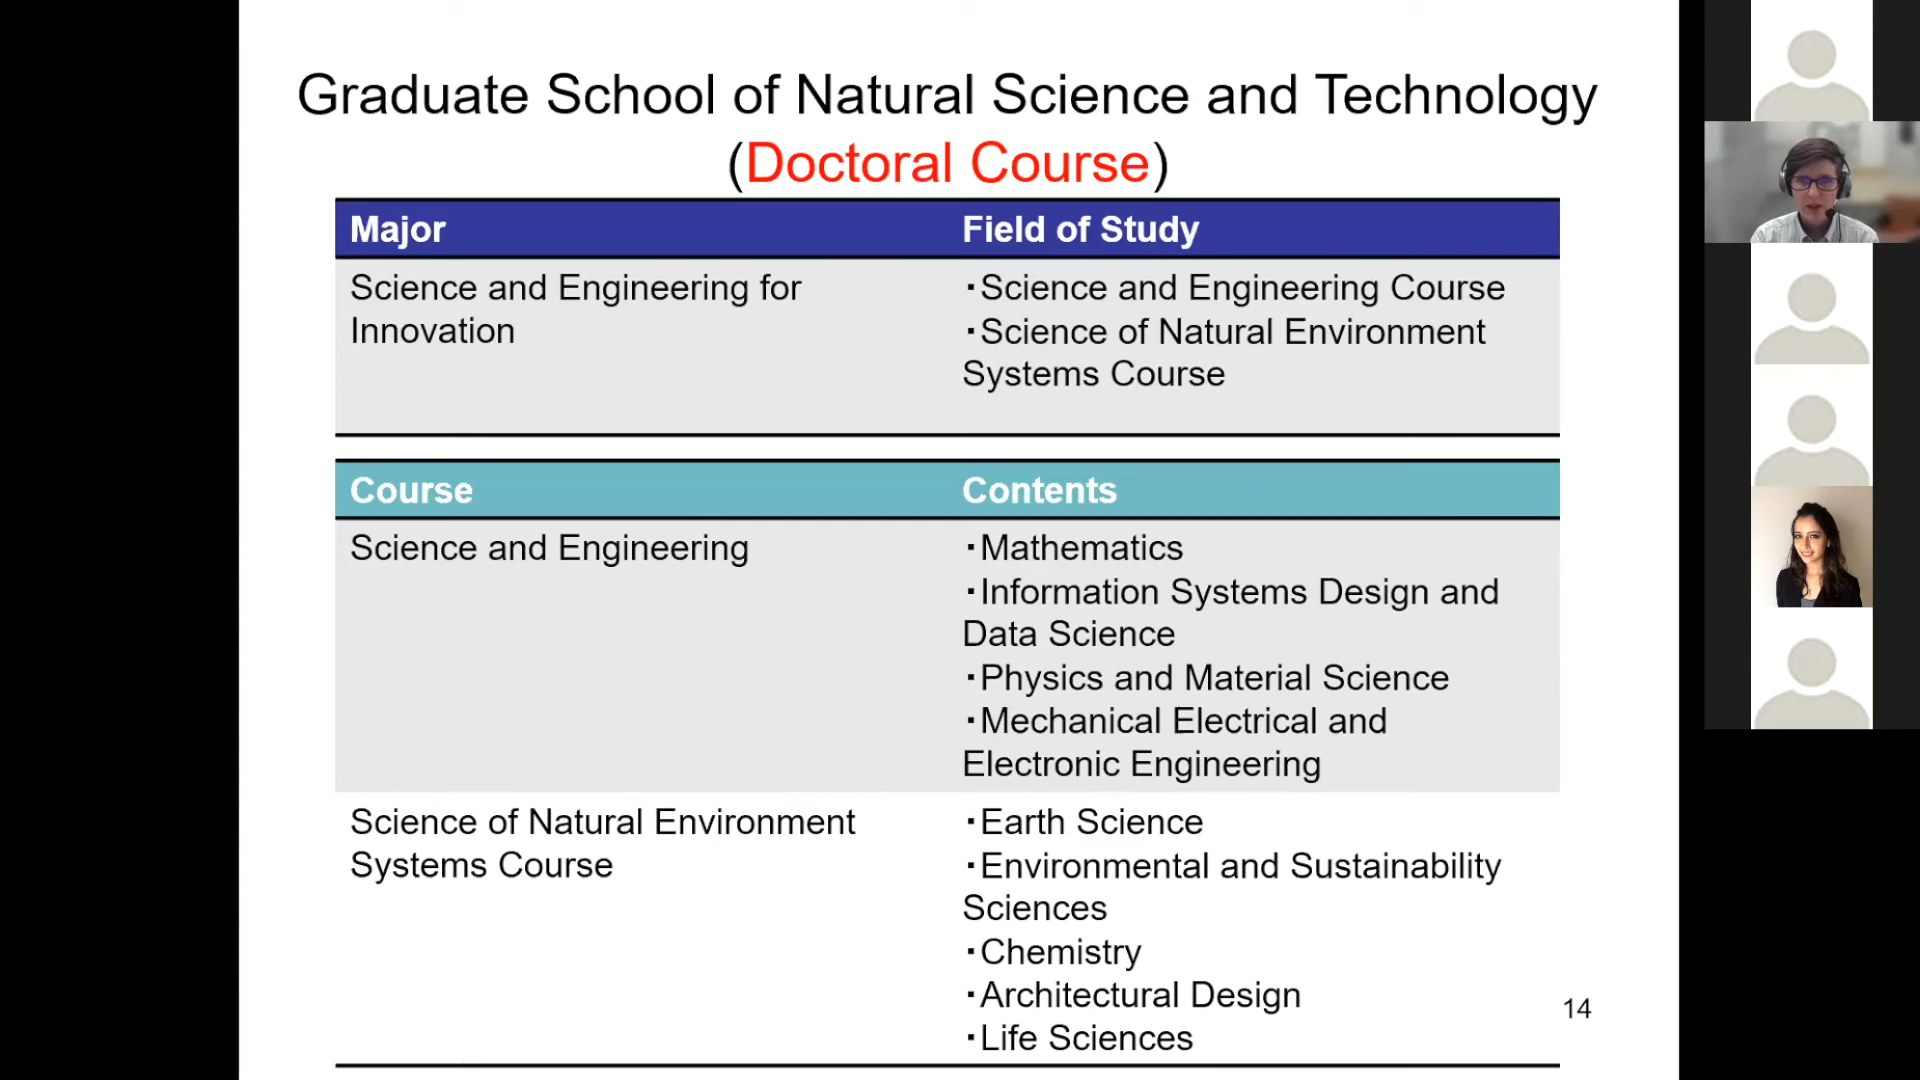 Graduate School of Natural Science and Technology
(Doctoral Course)
Major
Field of Study
Science and Engineering for
Innovation
・Science and Engineering Course
・Science of Natural Environment
Systems Course
Course
Contents
Science and Engineering
・Mathematics
・Information Systems Design and
Data Science
・Physics and Material Science
・Mechanical Electrical and
Electronic Engineering
Science of Natural Environment
Systems Course
・Earth Science
・Environmental and Sustainability
Sciences
・Chemistry
・Architectural Design
・Life Sciences
14